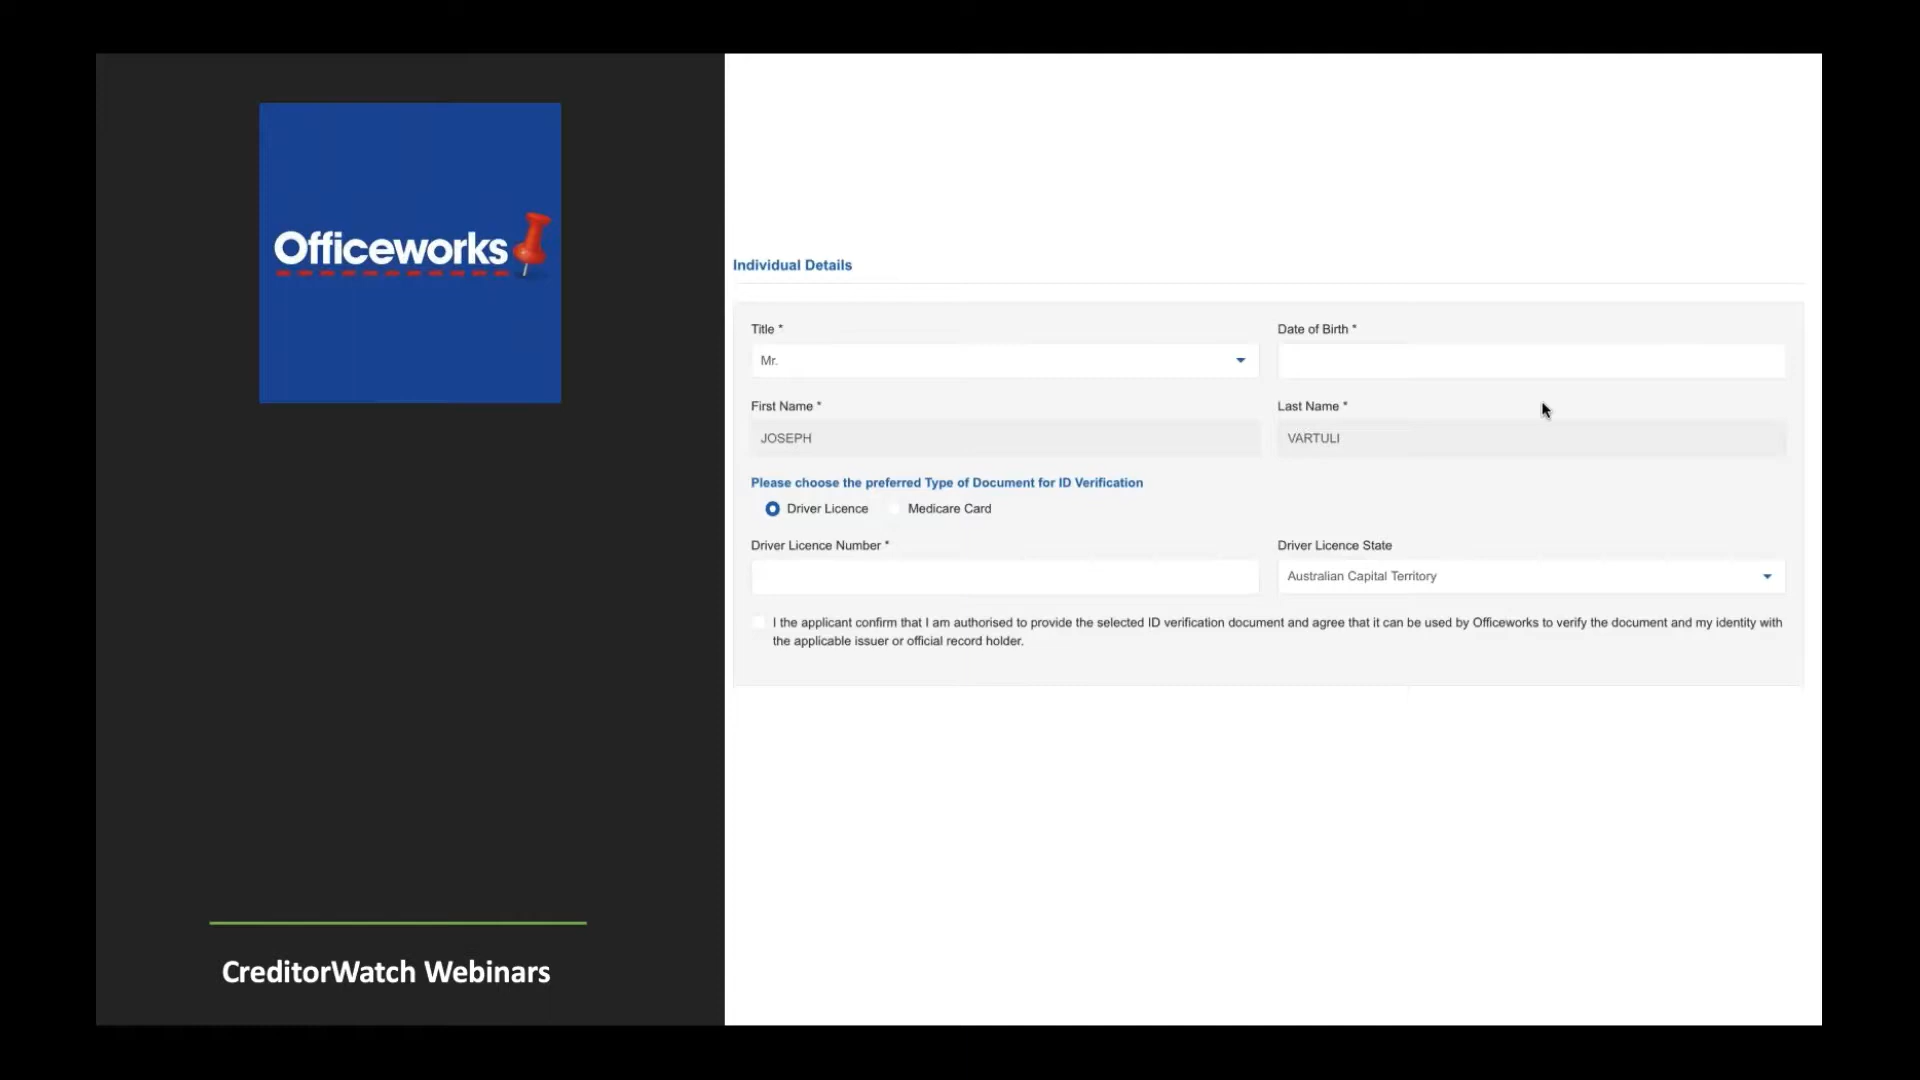 Officeworks
CreditorWatch Webinars
Individual Details
Title *
Date of Birth *
Mr.
First Name *
Last Name *
JOSEPH
VARTULI
Please choose the preferred Type of Document for ID Verification
Driver Licence
Medicare Card
Driver Licence Number *
Driver Licence State
Australian Capital Territory
I the applicant confirm that I am authorised to provide the selected ID verification document and agree that it can be used by Officeworks to verify the document and my identity with
the applicable issuer or official record holder.